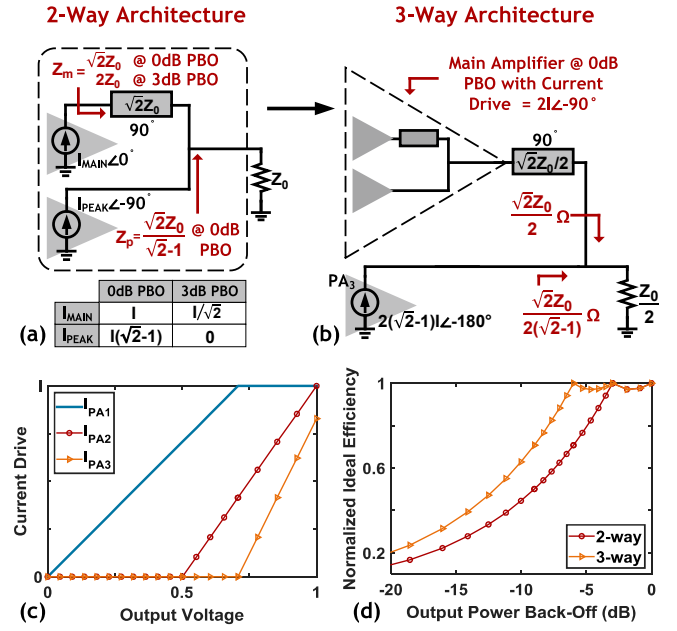 2-Way Architecture
3-Way Architecture
Zm= √2Z0 @ 0dB PBO
2Z0 @ 3dB PBO
√2Z0
90°
IMAIN∠0°
IPEAK∠-90°
Z0
Zp= √2Z0 / √2-1 @ 0dB
PBO
0dB PBO 3dB PBO
IMAIN I I/√2
IPEAK I(√2-1) 0
(a)
Main Amplifier @ 0dB
PBO with Current
Drive = 2I∠-90°
90°
√2Z0/2
√2Z0 / 2 Ω
PA3
2(√2-1)I∠-180°
√2Z0 / 2(√2-1) Ω
Z0 / 2
(b)
I
0
Current Drive
IPA1
IPA2
IPA3
0 0.25 0.5 0.75 1
Output Voltage
(c)
Normalized Ideal Efficiency
1
0.6
0.2
2-way
3-way
-20 -15 -10 -5 0
Output Power Back-Off (dB)
(d)